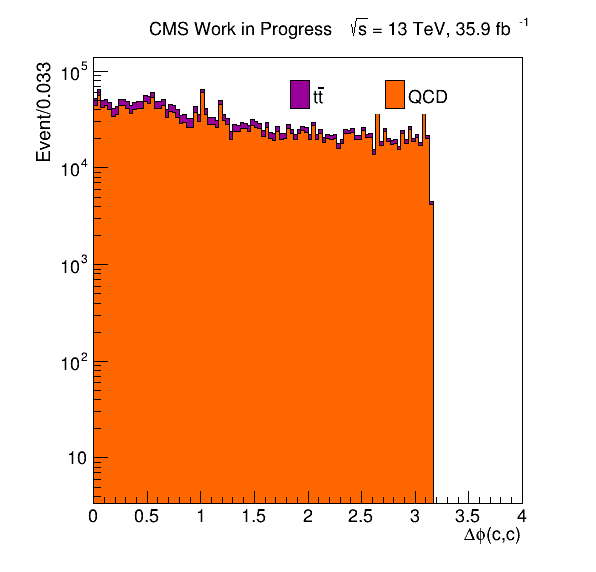 CMS Work in Progress √s = 13 TeV, 35.9 fb⁻¹
Event/0.033
10⁵
10⁴
10³
10²
10
tt̄
QCD
0 0.5 1 1.5 2 2.5 3 3.5 4
Δϕ(c,c)